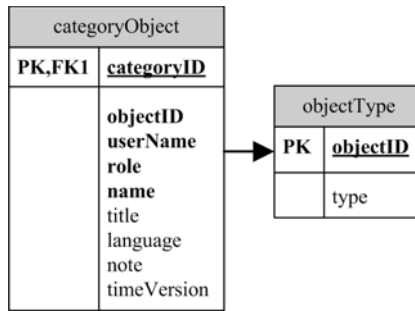 categoryObject
PK,FK1 categoryID
objectID
userName
role
name
title
language
note
timeVersion
objectType
PK objectID
type